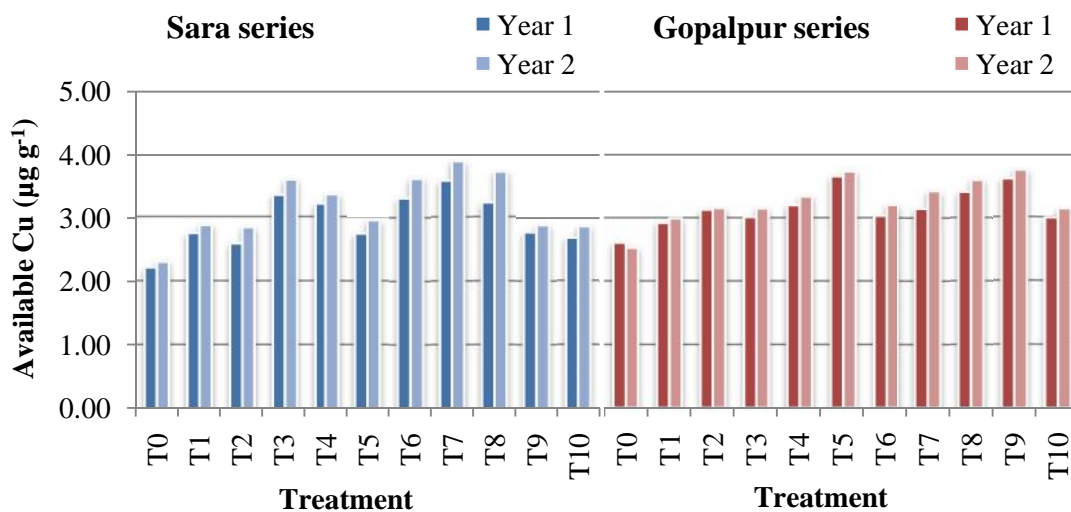 Sara series
Year 1
Year 2
Gopalpur series
Year 1
Year 2
Available Cu (µg g⁻¹)
5.00
4.00
3.00
2.00
1.00
0.00
T0 T1 T2 T3 T4 T5 T6 T7 T8 T9 T10
T0 T1 T2 T3 T4 T5 T6 T7 T8 T9 T10
Treatment
Treatment